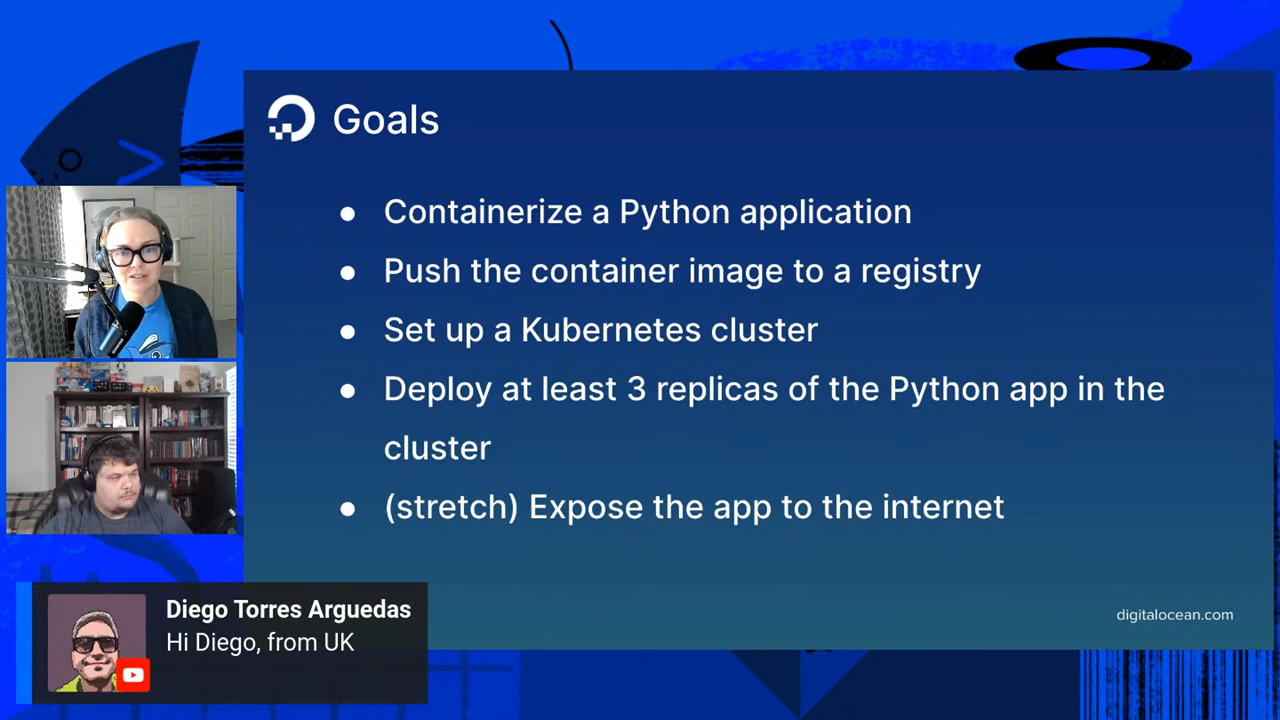 Goals
● Containerize a Python application
● Push the container image to a registry
● Set up a Kubernetes cluster
● Deploy at least 3 replicas of the Python app in the
cluster
● (stretch) Expose the app to the internet
digitalocean.com
Diego Torres Arguedas
Hi Diego, from UK